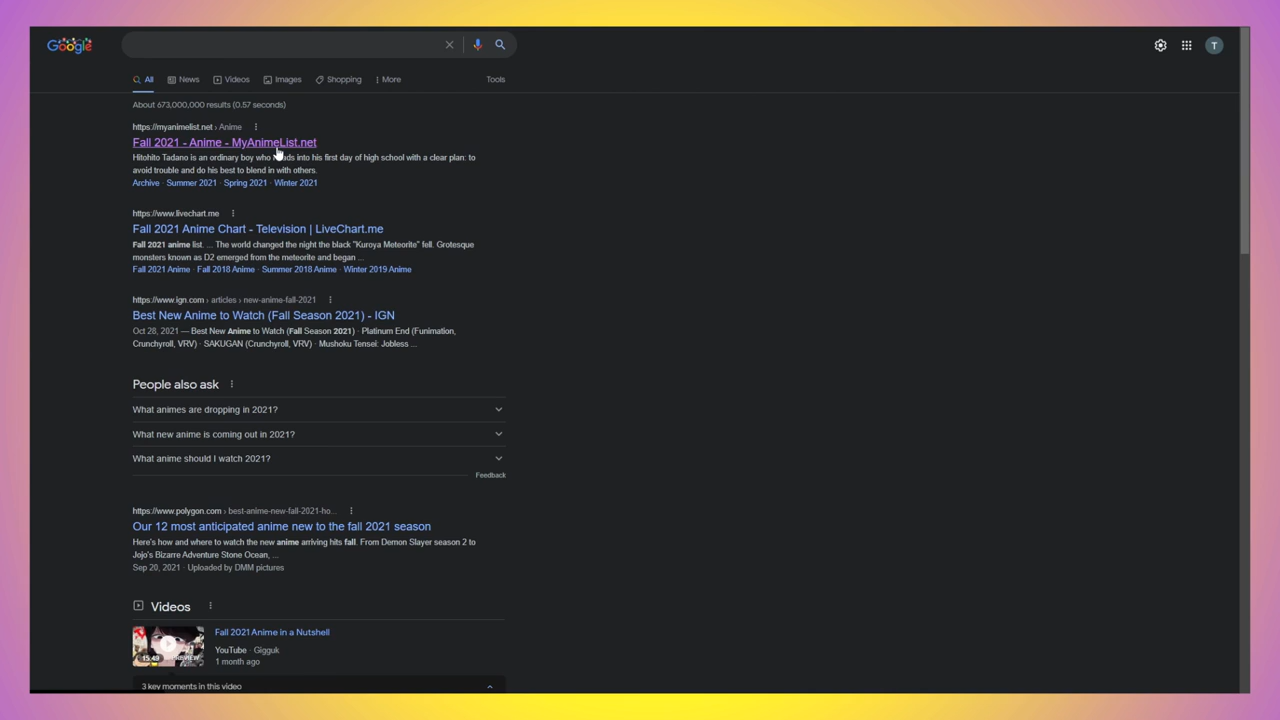 Google
T
All News Videos Images Shopping More Tools
About 673,000,000 results (0.57 seconds)
https://myanimelist.net › Anime
Fall 2021 - Anime - MyAnimeList.net
Hitohito Tadano is an ordinary boy who heads into his first day of high school with a clear plan: to
avoid trouble and do his best to blend in with others.
Archive · Summer 2021 · Spring 2021 · Winter 2021
https://www.livechart.me
Fall 2021 Anime Chart - Television | LiveChart.me
Fall 2021 anime list. ... The world changed the night the black "Kuroya Meteorite" fell. Grotesque
monsters known as D2 emerged from the meteorite and began ...
Fall 2021 Anime · Fall 2018 Anime · Summer 2018 Anime · Winter 2019 Anime
https://www.ign.com › articles › new-anime-fall-2021
Best New Anime to Watch (Fall Season 2021) - IGN
Oct 28, 2021 — Best New Anime to Watch (Fall Season 2021) · Platinum End (Funimation,
Crunchyroll, VRV) · SAKUGAN (Crunchyroll, VRV) · Mushoku Tensei: Jobless ...
People also ask
What animes are dropping in 2021?
What new anime is coming out in 2021?
What anime should I watch 2021?
Feedback
https://www.polygon.com › best-anime-new-fall-2021-ho...
Our 12 most anticipated anime new to the fall 2021 season
Here's how and where to watch the new anime arriving hits fall. From Demon Slayer season 2 to
Jojo's Bizarre Adventure Stone Ocean, ...
Sep 20, 2021 · Uploaded by DMM pictures
Videos
Fall 2021 Anime in a Nutshell
YouTube · Gigguk
1 month ago
15:49 PREVIEW
3 key moments in this video